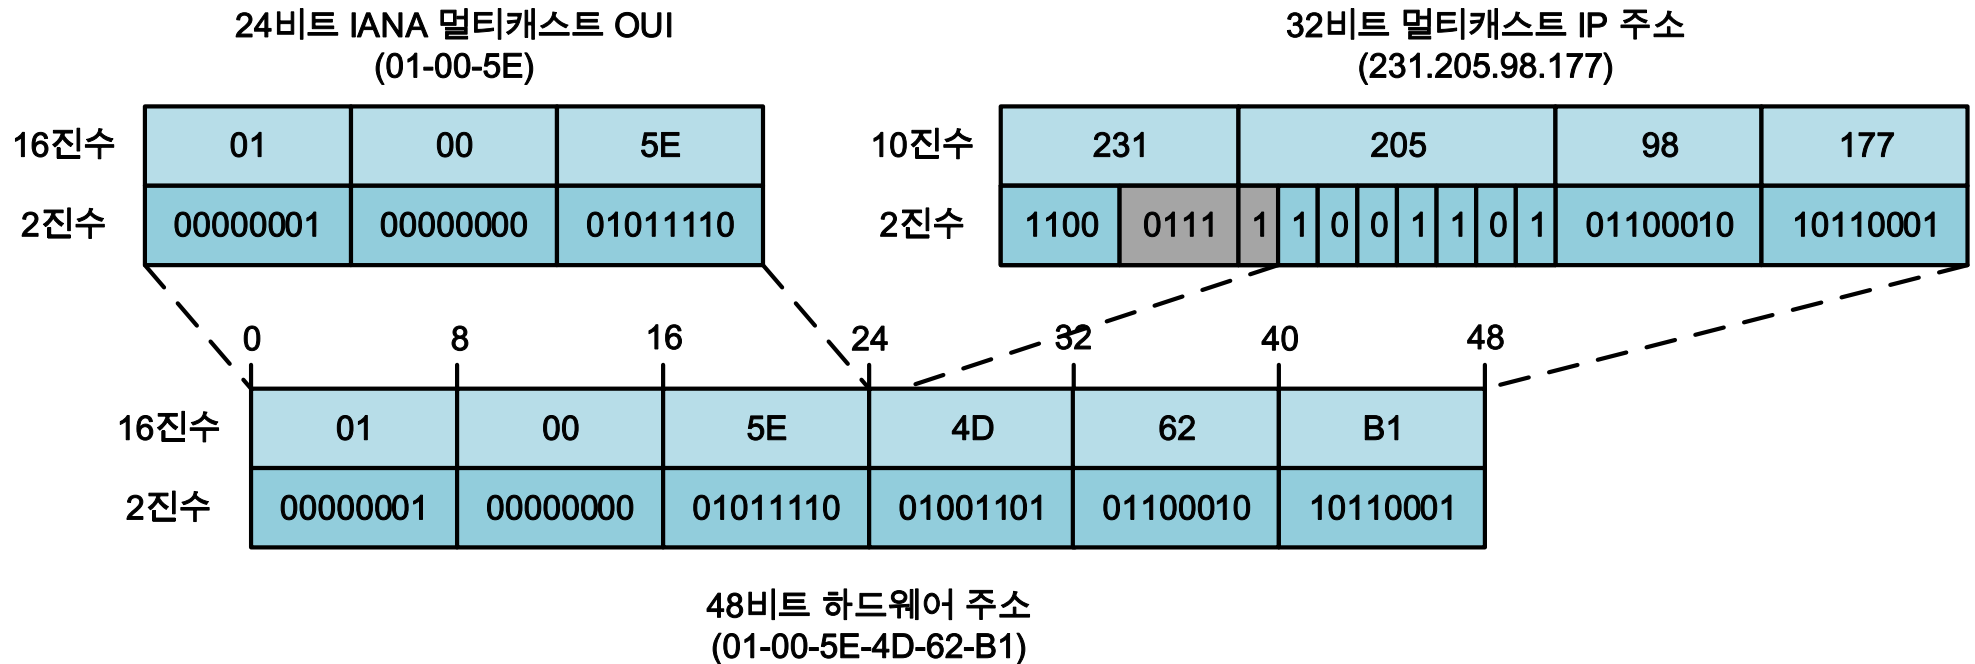 24비트 IANA 멀티캐스트 OUI
(01-00-5E)
32비트 멀티캐스트 IP 주소
(231.205.98.177)
16진수 01 00 5E
2진수 00000001 00000000 01011110
10진수 231 205 98 177
2진수 1100 0111 1 1 0 0 1 1 0 1 01100010 10110001
0 8 16 24 32 40 48
16진수 01 00 5E 4D 62 B1
2진수 00000001 00000000 01011110 01001101 01100010 10110001
48비트 하드웨어 주소
(01-00-5E-4D-62-B1)